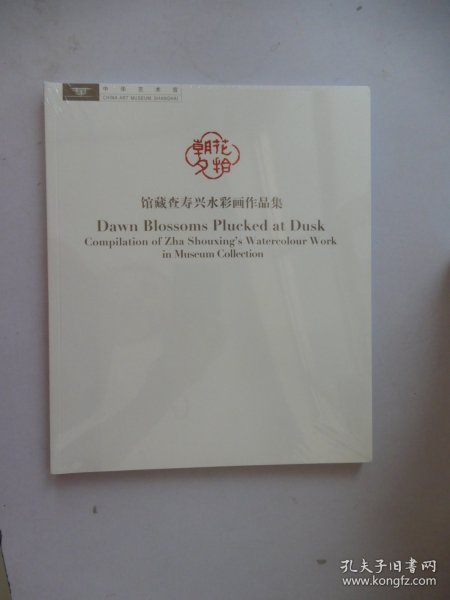 中华艺术宫
CHINA ART MUSEUM, SHANGHAI
朝花
夕拾
馆藏查寿兴水彩画作品集
Dawn Blossoms Plucked at Dusk
Compilation of Zha Shouxing's Watercolour Work
in Museum Collection
孔夫子旧书网
www.kongfz.com